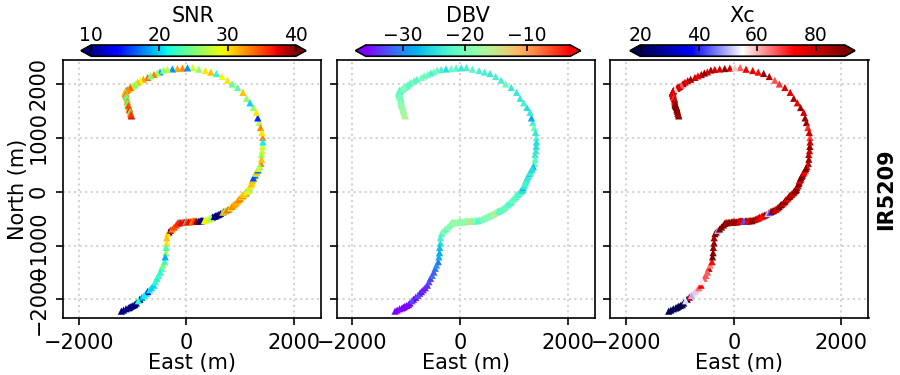 SNR DBV Xc
10 20 30 40 −30 −20 −10 20 40 60 80
2000
1000
0
−1000
−2000
North (m)
−2000 0 2000 −2000 0 2000 −2000 0 2000
East (m) East (m) East (m)
IR5209